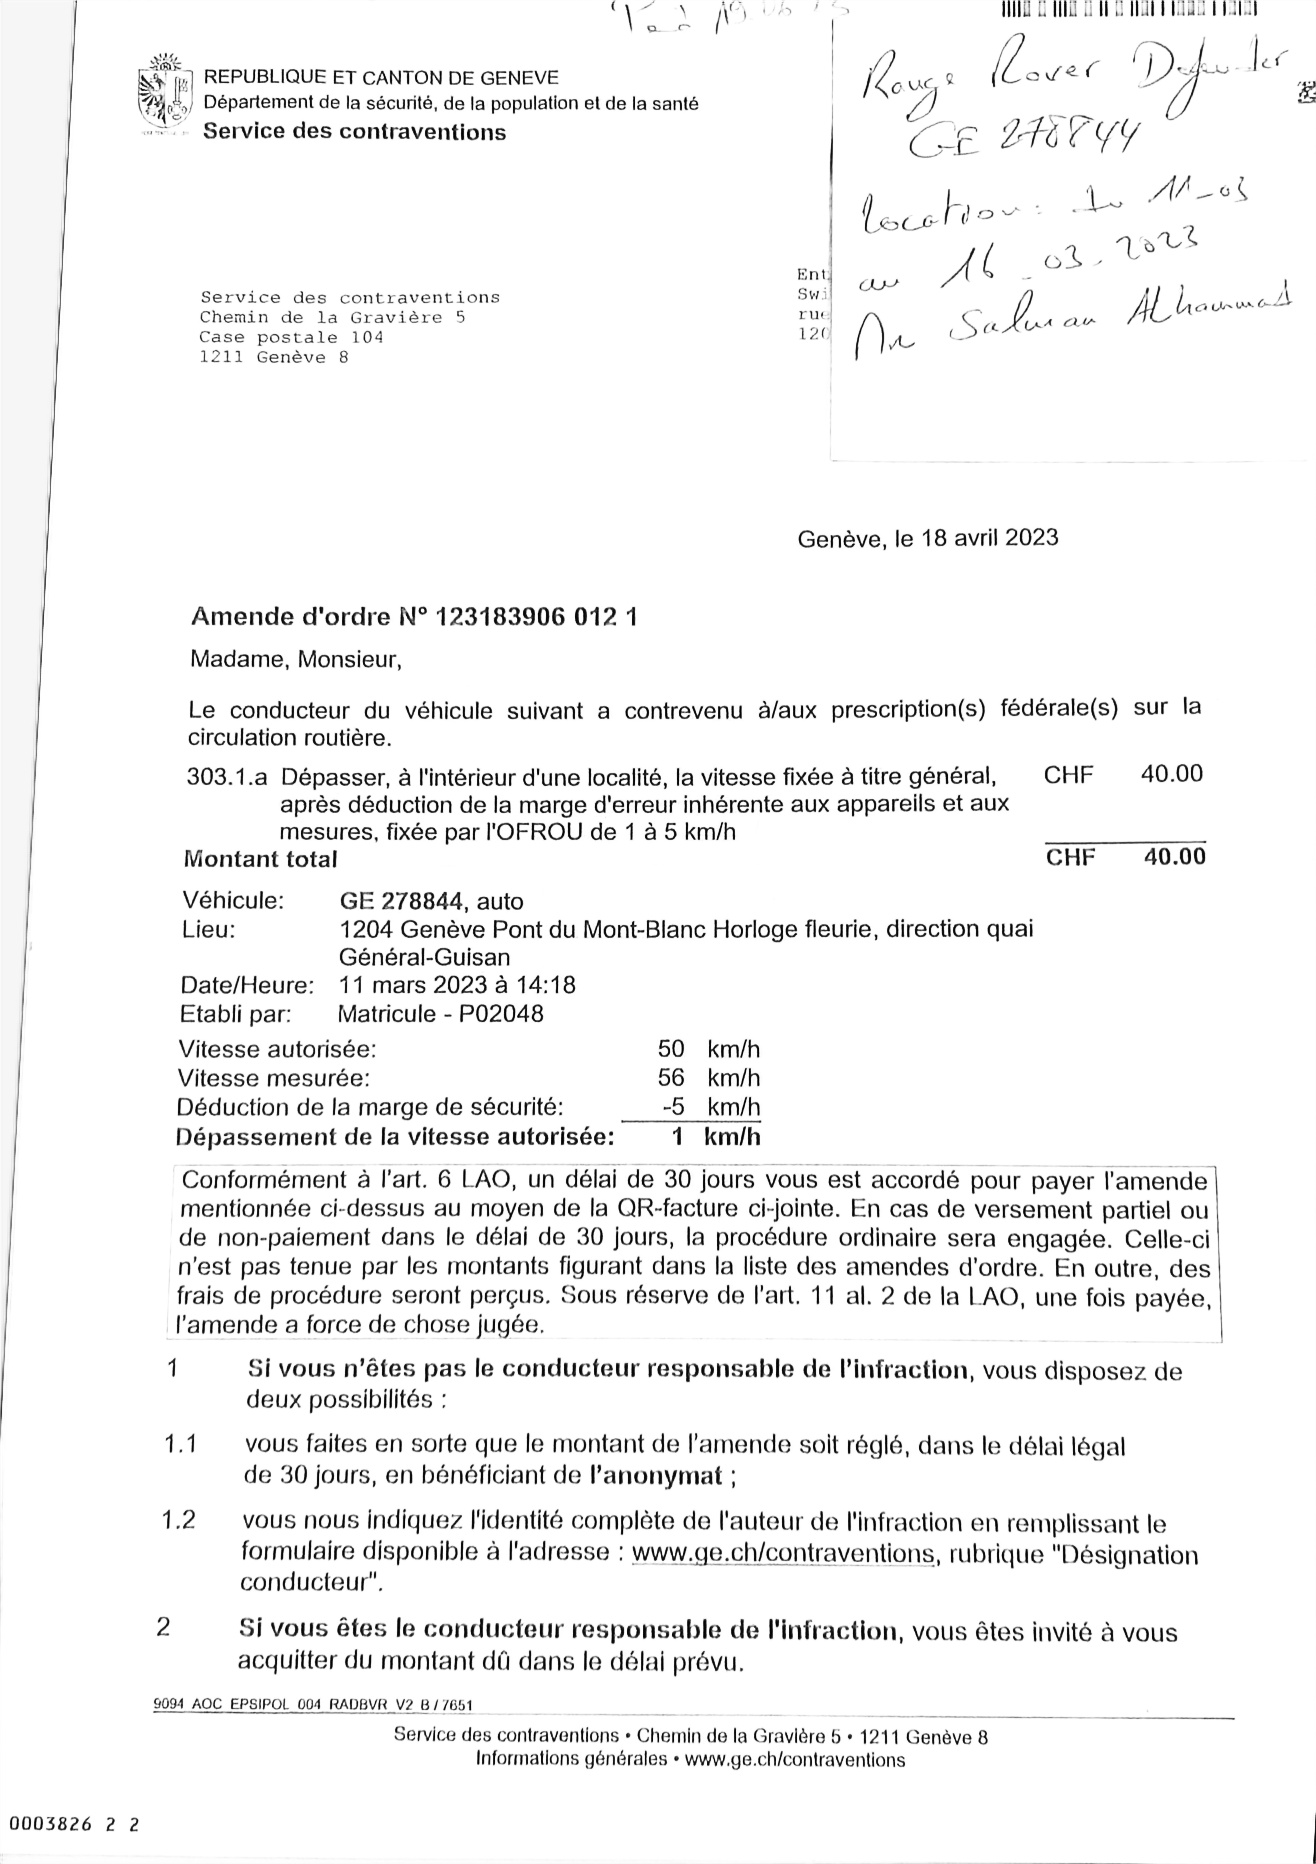 REPUBLIQUE ET CANTON DE GENEVE
Département de la sécurité, de la population et de la santé
Service des contraventions
Range Rover Defender
GE 278844
Location: du 11-03
au 16-03-2023
Mr Salman ALhammad
Service des contraventions
Chemin de la Gravière 5
Case postale 104
1211 Genève 8
Ent
Swi
rue
120
Genève, le 18 avril 2023
Amende d'ordre N° 123183906 012 1
Madame, Monsieur,
Le conducteur du véhicule suivant a contrevenu à/aux prescription(s) fédérale(s) sur la
circulation routière.
303.1.a Dépasser, à l'intérieur d'une localité, la vitesse fixée à titre général, CHF 40.00
après déduction de la marge d'erreur inhérente aux appareils et aux
mesures, fixée par l'OFROU de 1 à 5 km/h
Montant total CHF 40.00
Véhicule: GE 278844, auto
Lieu: 1204 Genève Pont du Mont-Blanc Horloge fleurie, direction quai
Général-Guisan
Date/Heure: 11 mars 2023 à 14:18
Etabli par: Matricule - P02048
Vitesse autorisée: 50 km/h
Vitesse mesurée: 56 km/h
Déduction de la marge de sécurité: -5 km/h
Dépassement de la vitesse autorisée: 1 km/h
Conformément à l'art. 6 LAO, un délai de 30 jours vous est accordé pour payer l'amende
mentionnée ci-dessus au moyen de la QR-facture ci-jointe. En cas de versement partiel ou
de non-paiement dans le délai de 30 jours, la procédure ordinaire sera engagée. Celle-ci
n'est pas tenue par les montants figurant dans la liste des amendes d'ordre. En outre, des
frais de procédure seront perçus. Sous réserve de l'art. 11 al. 2 de la LAO, une fois payée,
l'amende a force de chose jugée.
1 Si vous n'êtes pas le conducteur responsable de l'infraction, vous disposez de
deux possibilités :
1.1 vous faites en sorte que le montant de l'amende soit réglé, dans le délai légal
de 30 jours, en bénéficiant de l'anonymat ;
1.2 vous nous indiquez l'identité complète de l'auteur de l'infraction en remplissant le
formulaire disponible à l'adresse : www.ge.ch/contraventions, rubrique "Désignation
conducteur".
2 Si vous êtes le conducteur responsable de l'infraction, vous êtes invité à vous
acquitter du montant dû dans le délai prévu.
9094 AOC EPSIPOL 004 RADBVR V2 B / 7651
Service des contraventions • Chemin de la Gravière 5 • 1211 Genève 8
Informations générales • www.ge.ch/contraventions
0003826 2 2